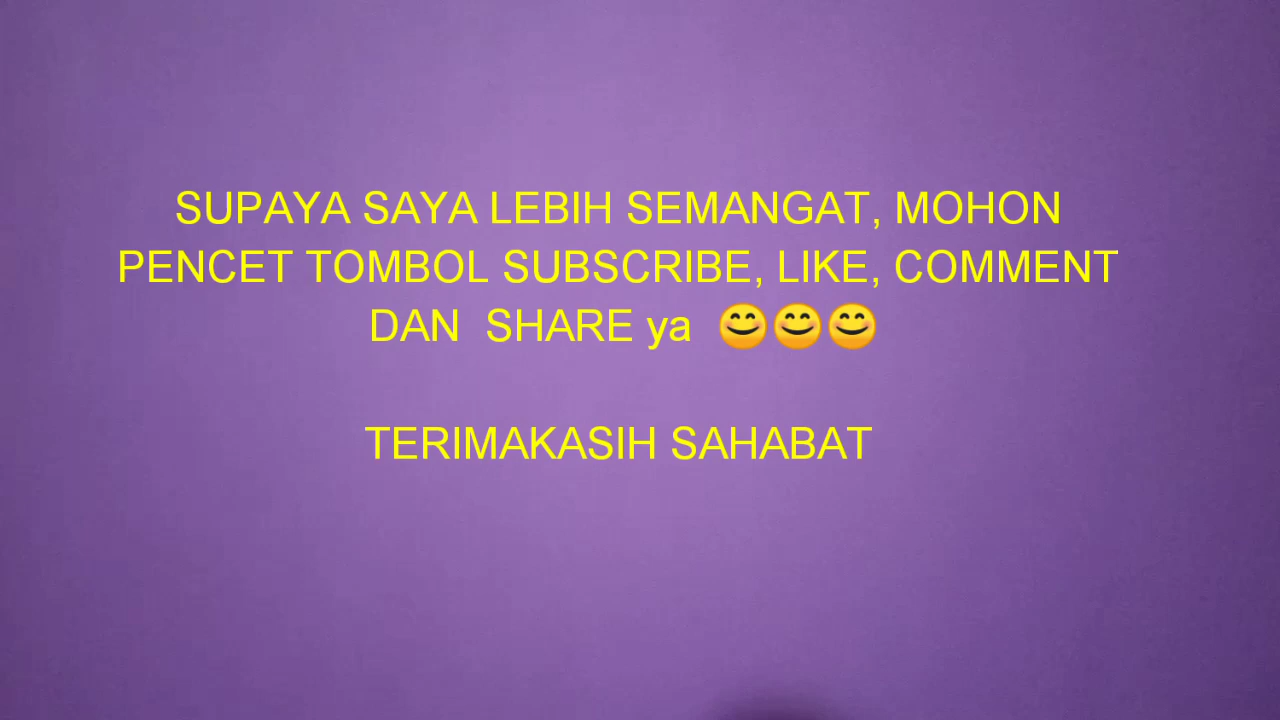 SUPAYA SAYA LEBIH SEMANGAT, MOHON
PENCET TOMBOL SUBSCRIBE, LIKE, COMMENT
DAN  SHARE ya  😊😊😊
TERIMAKASIH SAHABAT